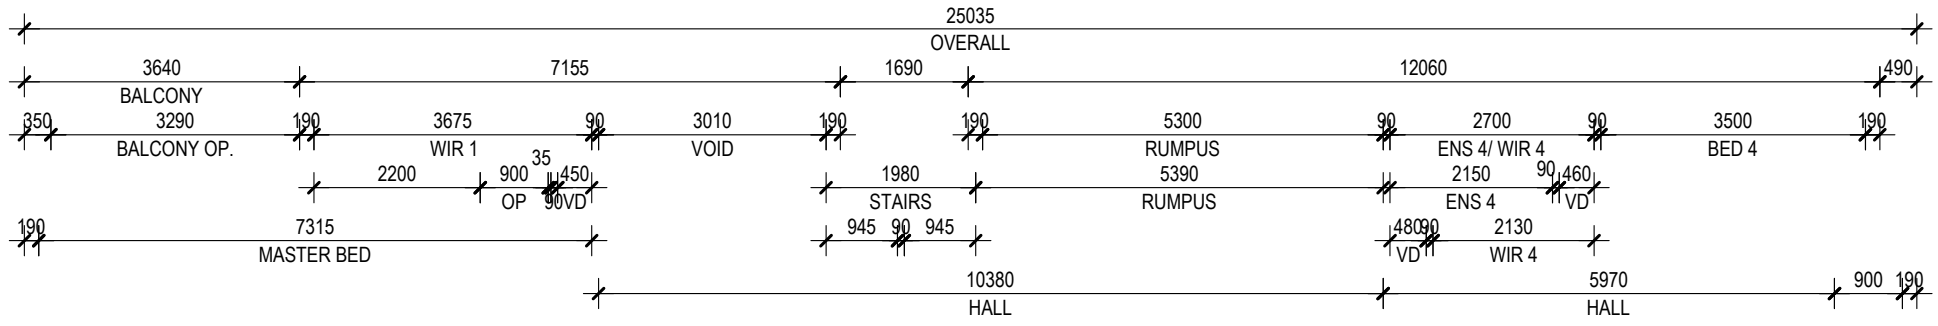 25035
OVERALL
3640 7155 1690 12060 490
BALCONY
350 3290 190 3675 90 3010 190 190 5300 90 2700 90 3500 190
BALCONY OP. WIR 1 VOID RUMPUS ENS 4/ WIR 4 BED 4
2200 900 35 450 1980 5390 2150 90 460
OP 90 VD STAIRS RUMPUS ENS 4 VD
190 7315 945 90 945 480 90 2130
MASTER BED VD WIR 4
10380 5970 900 190
HALL HALL